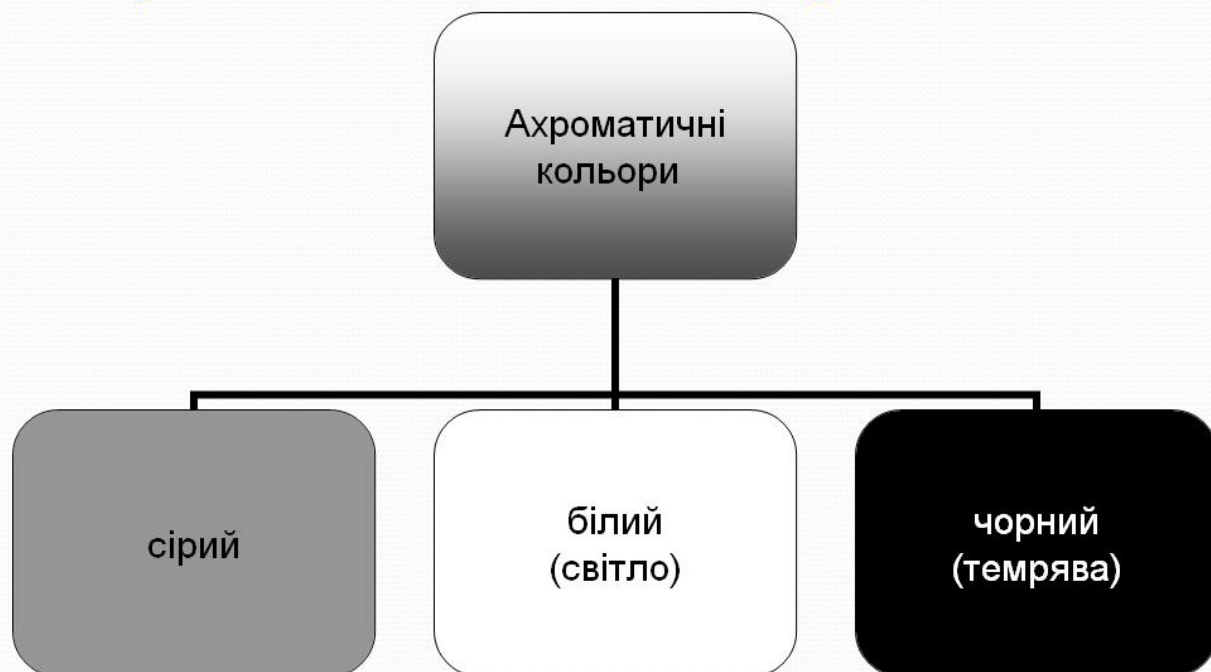 Ахроматичні
кольори
сірий
білий
(світло)
чорний
(темрява)